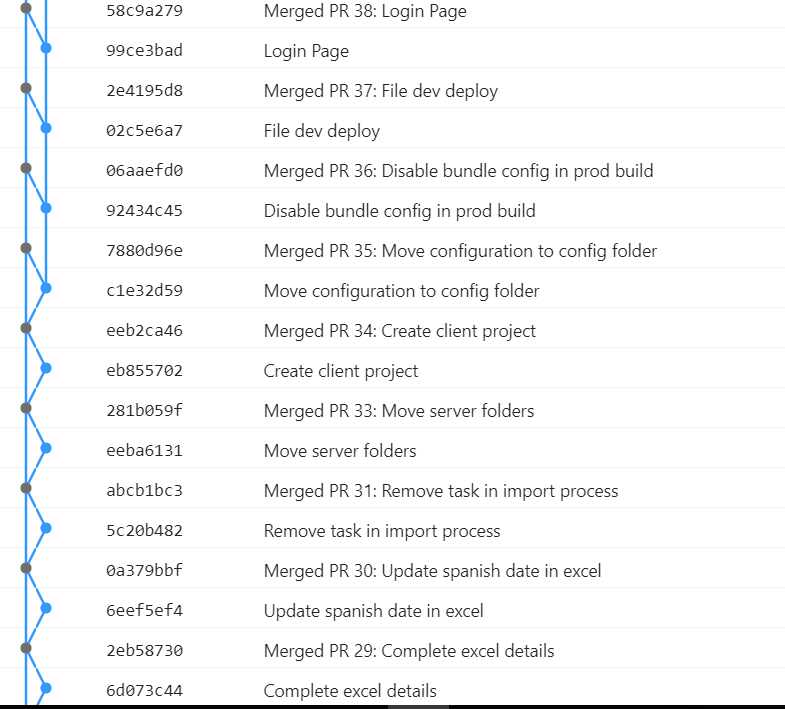 58c9a279 Merged PR 38: Login Page
99ce3bad Login Page
2e4195d8 Merged PR 37: File dev deploy
02c5e6a7 File dev deploy
06aaefd0 Merged PR 36: Disable bundle config in prod build
92434c45 Disable bundle config in prod build
7880d96e Merged PR 35: Move configuration to config folder
c1e32d59 Move configuration to config folder
eeb2ca46 Merged PR 34: Create client project
eb855702 Create client project
281b059f Merged PR 33: Move server folders
eeba6131 Move server folders
abcb1bc3 Merged PR 31: Remove task in import process
5c20b482 Remove task in import process
0a379bbf Merged PR 30: Update spanish date in excel
6eef5ef4 Update spanish date in excel
2eb58730 Merged PR 29: Complete excel details
6d073c44 Complete excel details